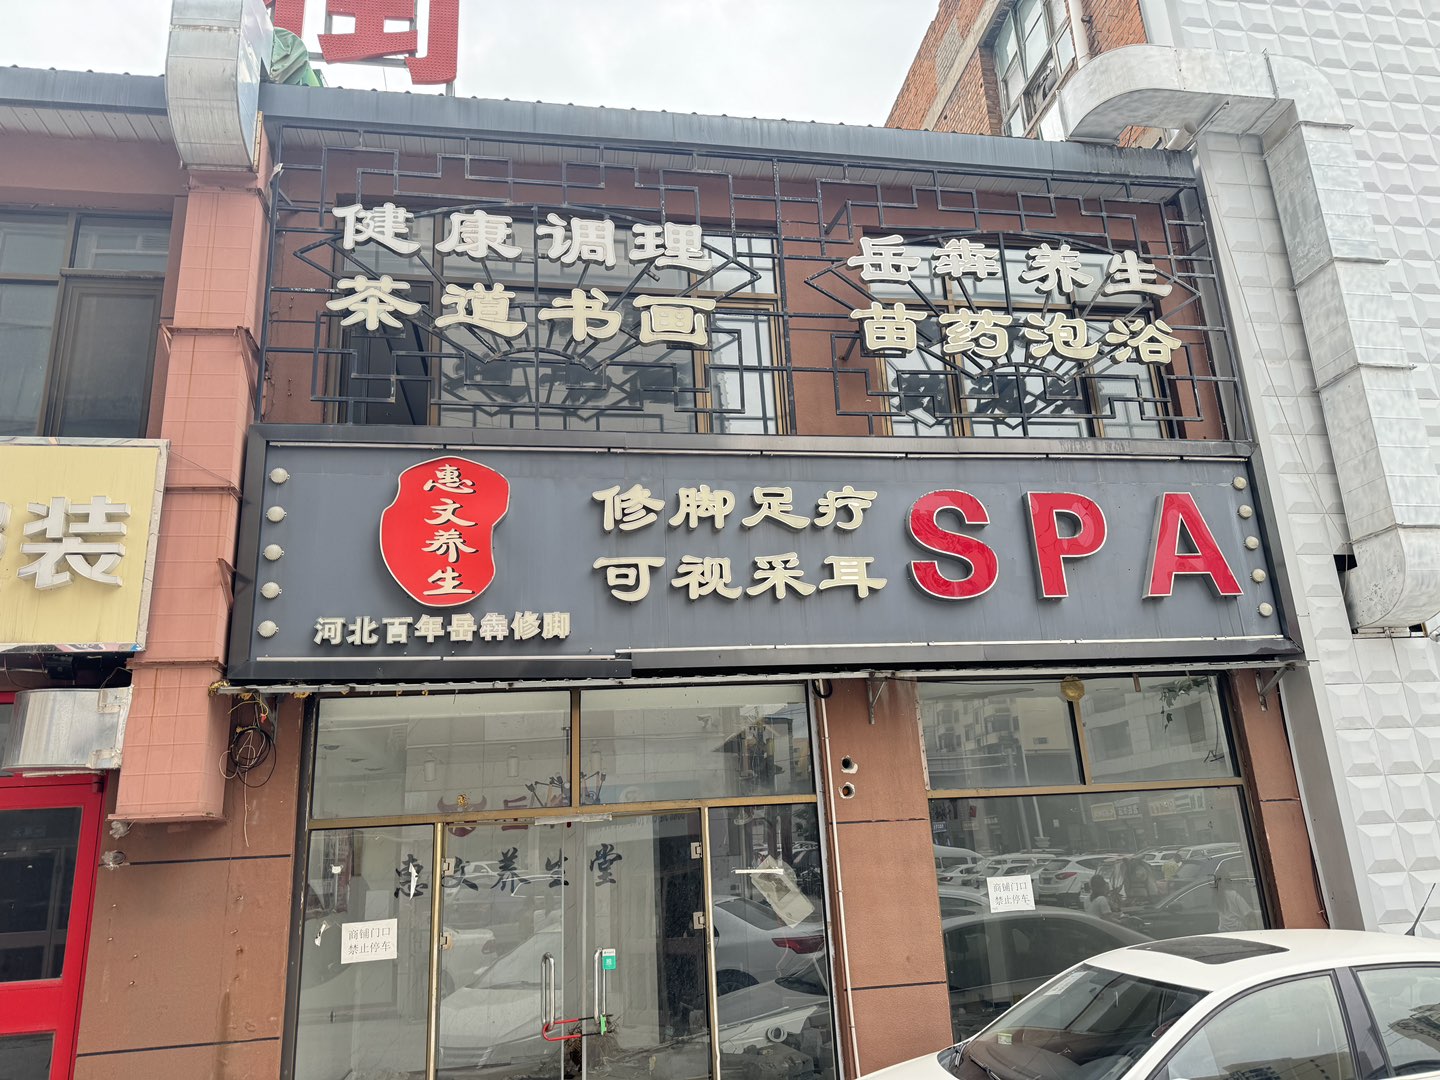 健康调理
茶道书画
岳犇养生
苗药泡浴
惠文养生
河北百年岳犇修脚
修脚足疗
可视采耳
SPA
装
惠文养生堂
商铺门口
禁止停车
商铺门口
禁止停车